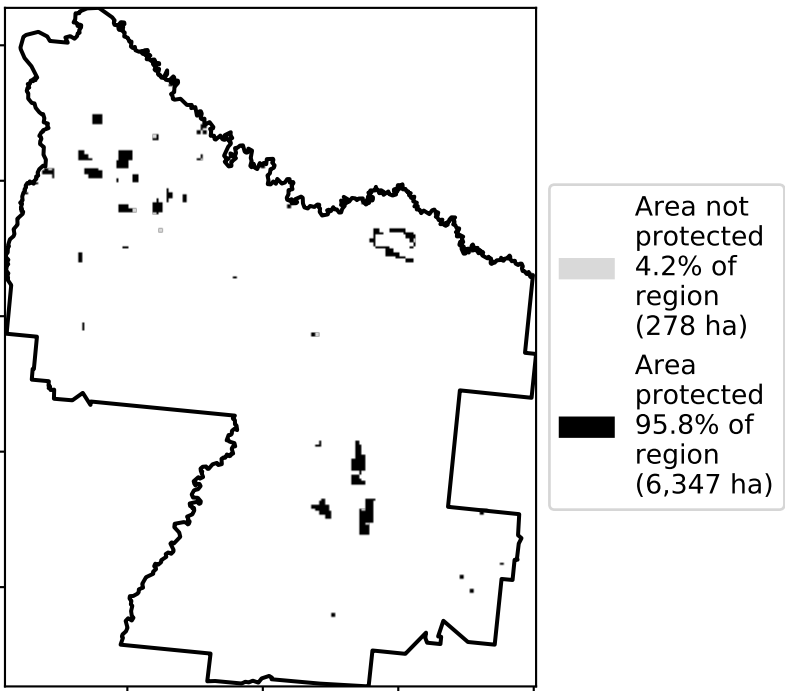 Area not
protected
4.2% of
region
(278 ha)
Area
protected
95.8% of
region
(6,347 ha)